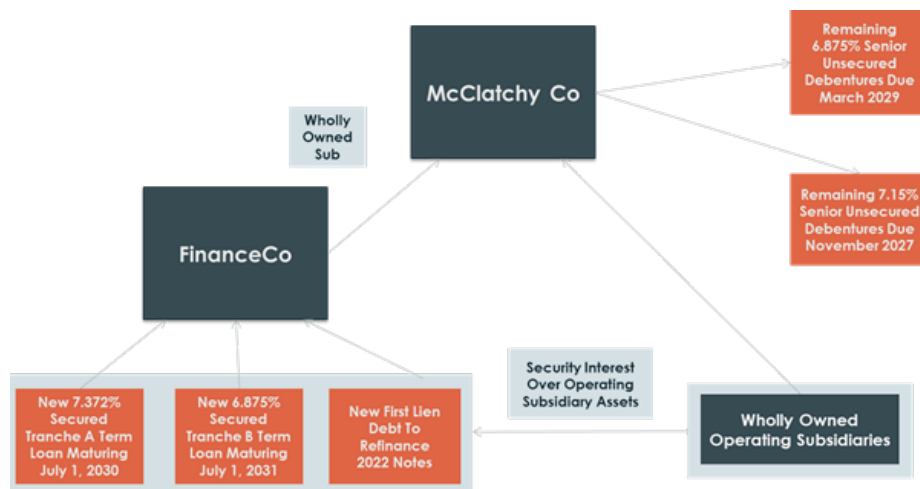 Remaining
6.875% Senior
Unsecured
Debentures Due
March 2029
McClatchy Co
Wholly
Owned
Sub
Remaining 7.15%
Senior Unsecured
Debentures Due
November 2027
FinanceCo
Security Interest
Over Operating
Subsidiary Assets
New 7.372%
Secured
Tranche A Term
Loan Maturing
July 1, 2030
New 6.875%
Secured
Tranche B Term
Loan Maturing
July 1, 2031
New First Lien
Debt To
Refinance
2022 Notes
Wholly Owned
Operating Subsidiaries